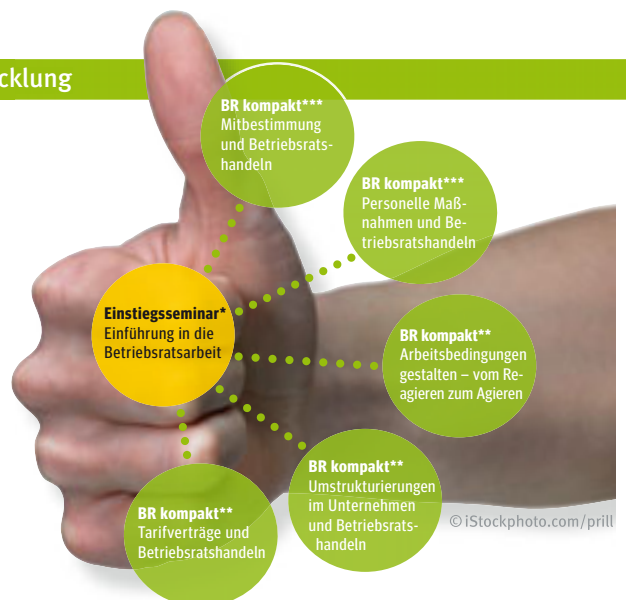 cklung
BR kompakt***
Mitbestimmung
und Betriebsrats-
handeln
BR kompakt***
Personelle Maß-
nahmen und Be-
triebsratshandeln
Einstiegsseminar*
Einführung in die
Betriebsratsarbeit
BR kompakt**
Arbeitsbedingungen
gestalten – vom Re-
agieren zum Agieren
BR kompakt**
Umstrukturierungen
im Unternehmen
und Betriebsrats-
handeln
BR kompakt**
Tarifverträge und
Betriebsratshandeln
© iStockphoto.com/prill